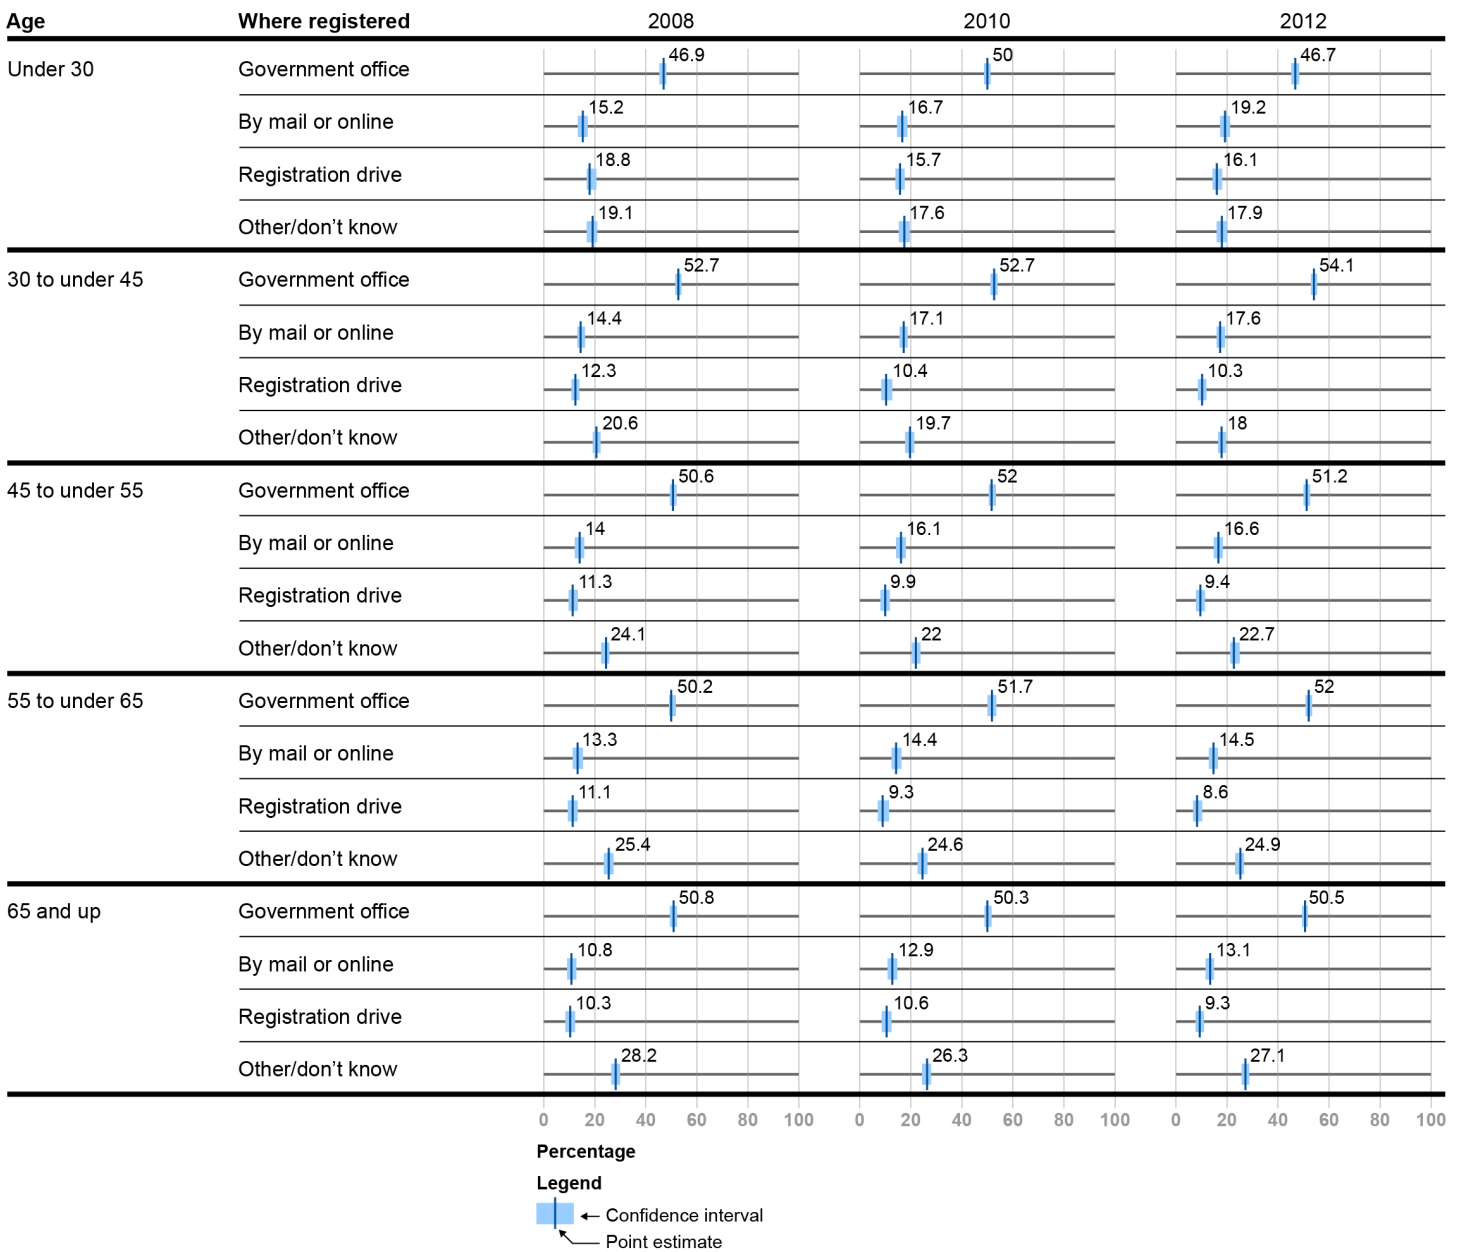 Age Where registered 2008 2010 2012
Under 30 Government office 46.9 50 46.7
By mail or online 15.2 16.7 19.2
Registration drive 18.8 15.7 16.1
Other/don’t know 19.1 17.6 17.9
30 to under 45 Government office 52.7 52.7 54.1
By mail or online 14.4 17.1 17.6
Registration drive 12.3 10.4 10.3
Other/don’t know 20.6 19.7 18
45 to under 55 Government office 50.6 52 51.2
By mail or online 14 16.1 16.6
Registration drive 11.3 9.9 9.4
Other/don’t know 24.1 22 22.7
55 to under 65 Government office 50.2 51.7 52
By mail or online 13.3 14.4 14.5
Registration drive 11.1 9.3 8.6
Other/don’t know 25.4 24.6 24.9
65 and up Government office 50.8 50.3 50.5
By mail or online 10.8 12.9 13.1
Registration drive 10.3 10.6 9.3
Other/don’t know 28.2 26.3 27.1
0 20 40 60 80 100 0 20 40 60 80 100 0 20 40 60 80 100
Percentage
Legend
Confidence interval
Point estimate